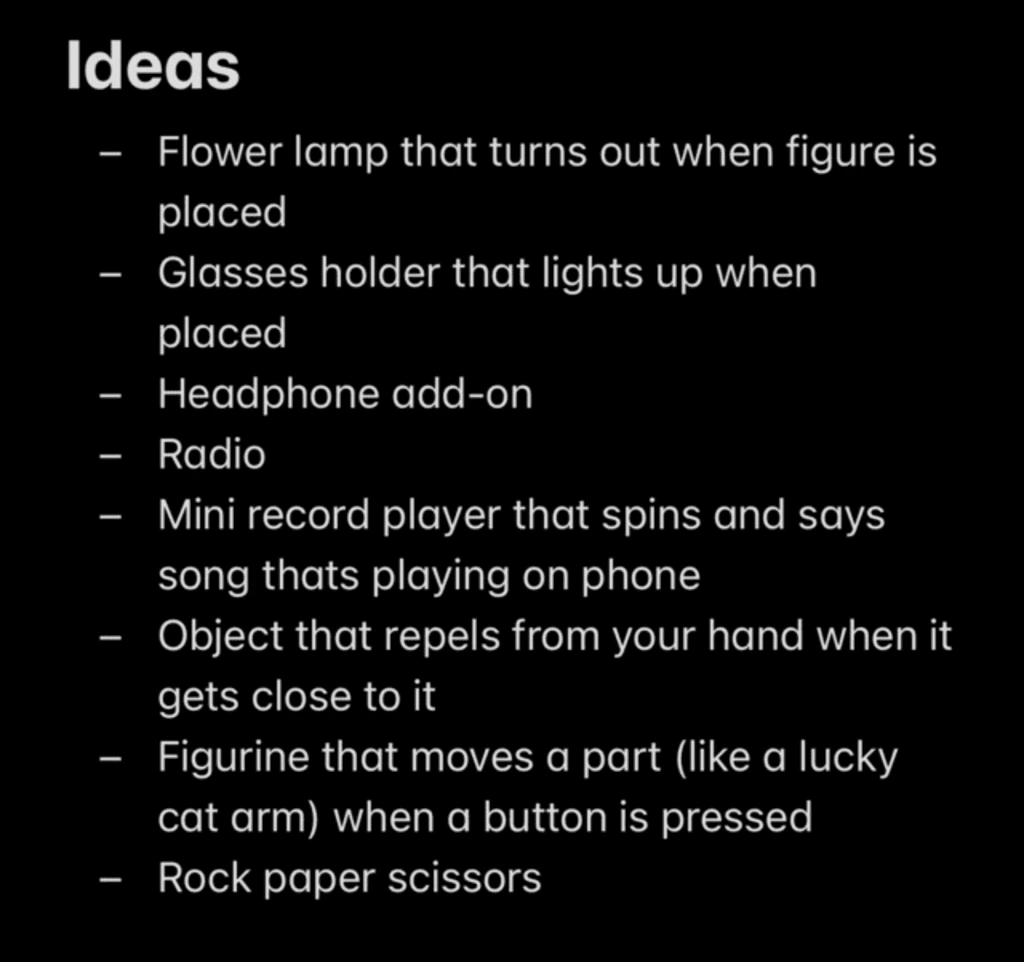 Ideas
– Flower lamp that turns out when figure is
placed
– Glasses holder that lights up when
placed
– Headphone add-on
– Radio
– Mini record player that spins and says
song thats playing on phone
– Object that repels from your hand when it
gets close to it
– Figurine that moves a part (like a lucky
cat arm) when a button is pressed
– Rock paper scissors